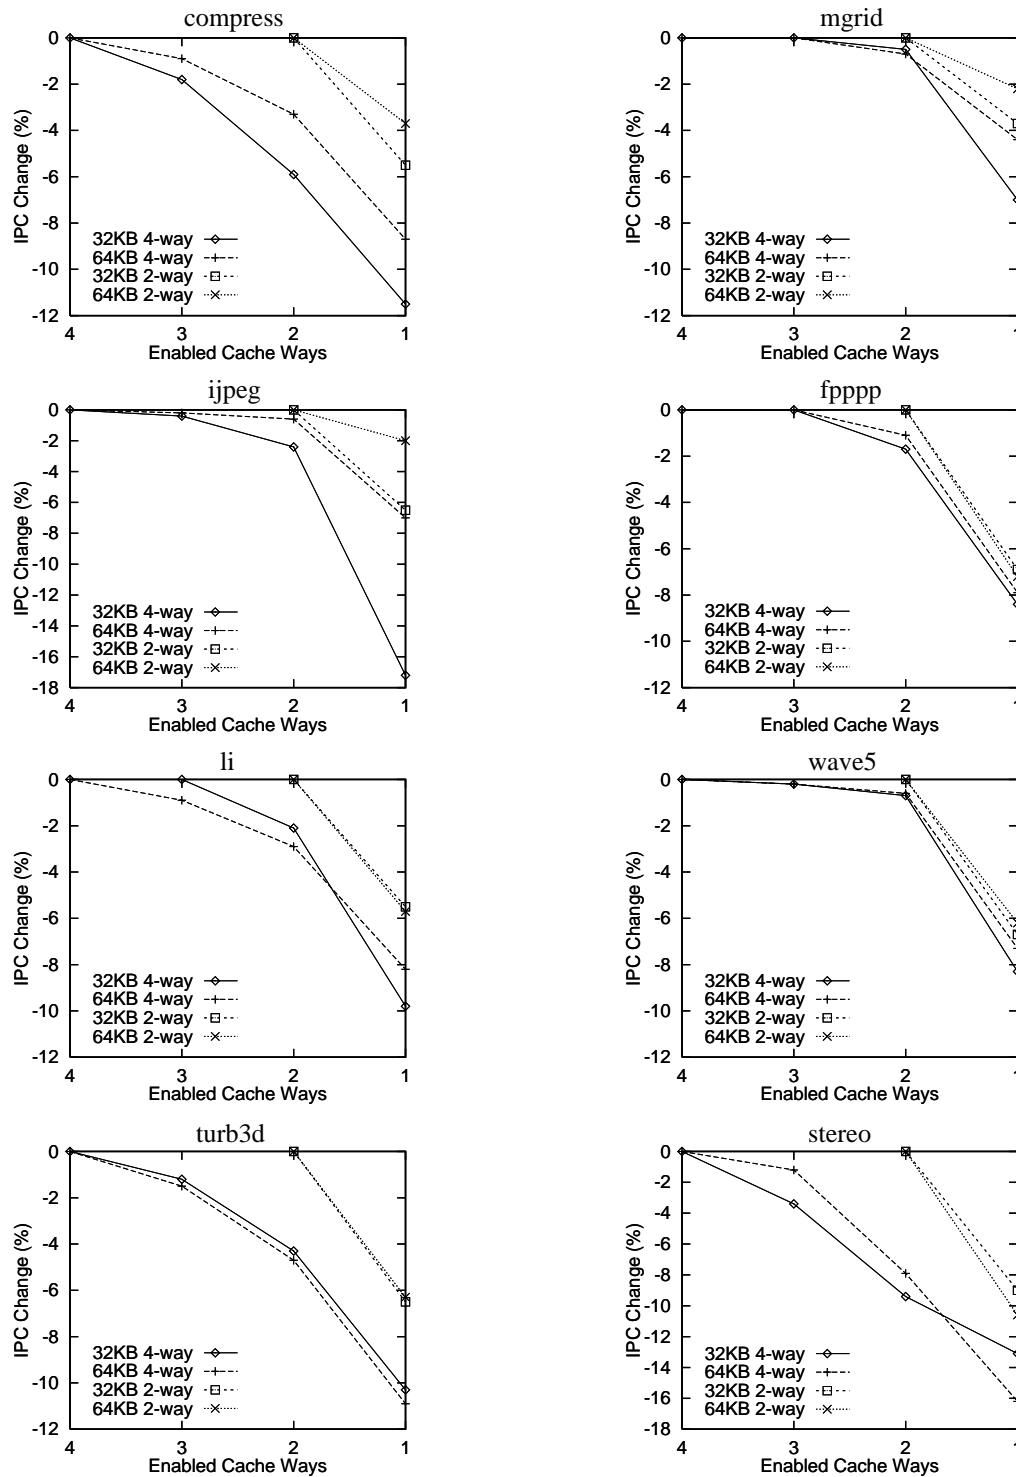 compress
0
-2
-4
-6
-8
-10
-12
IPC Change (%)
32KB 4-way
64KB 4-way
32KB 2-way
64KB 2-way
4 3 2 1
Enabled Cache Ways
mgrid
0
-2
-4
-6
-8
-10
-12
IPC Change (%)
32KB 4-way
64KB 4-way
32KB 2-way
64KB 2-way
4 3 2 1
Enabled Cache Ways
ijpeg
0
-2
-4
-6
-8
-10
-12
-14
-16
-18
IPC Change (%)
32KB 4-way
64KB 4-way
32KB 2-way
64KB 2-way
4 3 2 1
Enabled Cache Ways
fpppp
0
-2
-4
-6
-8
-10
-12
IPC Change (%)
32KB 4-way
64KB 4-way
32KB 2-way
64KB 2-way
4 3 2 1
Enabled Cache Ways
li
0
-2
-4
-6
-8
-10
-12
IPC Change (%)
32KB 4-way
64KB 4-way
32KB 2-way
64KB 2-way
4 3 2 1
Enabled Cache Ways
wave5
0
-2
-4
-6
-8
-10
-12
IPC Change (%)
32KB 4-way
64KB 4-way
32KB 2-way
64KB 2-way
4 3 2 1
Enabled Cache Ways
turb3d
0
-2
-4
-6
-8
-10
-12
IPC Change (%)
32KB 4-way
64KB 4-way
32KB 2-way
64KB 2-way
4 3 2 1
Enabled Cache Ways
stereo
0
-2
-4
-6
-8
-10
-12
-14
-16
-18
IPC Change (%)
32KB 4-way
64KB 4-way
32KB 2-way
64KB 2-way
4 3 2 1
Enabled Cache Ways